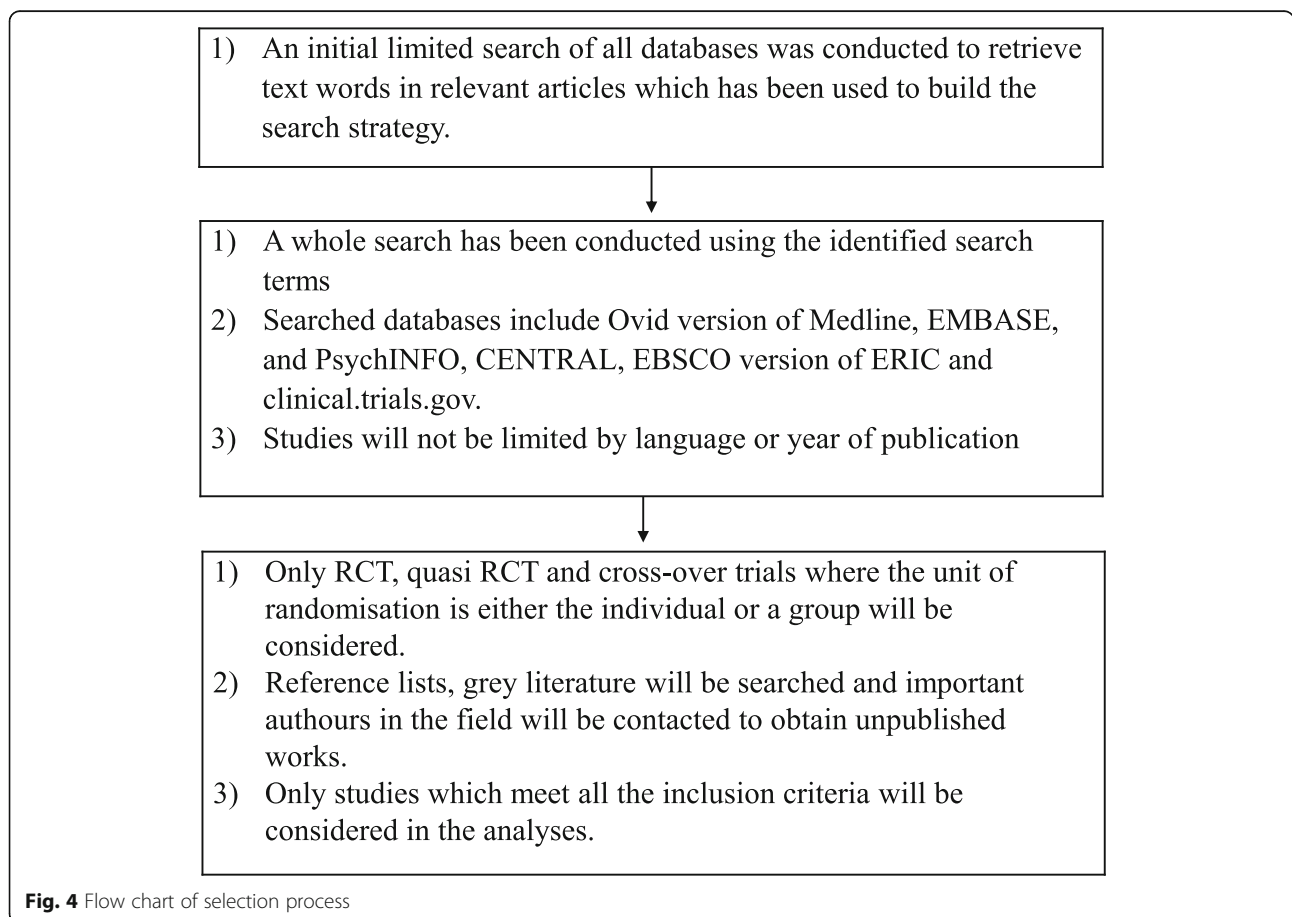 1) An initial limited search of all databases was conducted to retrieve
text words in relevant articles which has been used to build the
search strategy.
1) A whole search has been conducted using the identified search
terms
2) Searched databases include Ovid version of Medline, EMBASE,
and PsychINFO, CENTRAL, EBSCO version of ERIC and
clinical.trials.gov.
3) Studies will not be limited by language or year of publication
1) Only RCT, quasi RCT and cross-over trials where the unit of
randomisation is either the individual or a group will be
considered.
2) Reference lists, grey literature will be searched and important
authours in the field will be contacted to obtain unpublished
works.
3) Only studies which meet all the inclusion criteria will be
considered in the analyses.
Fig. 4 Flow chart of selection process